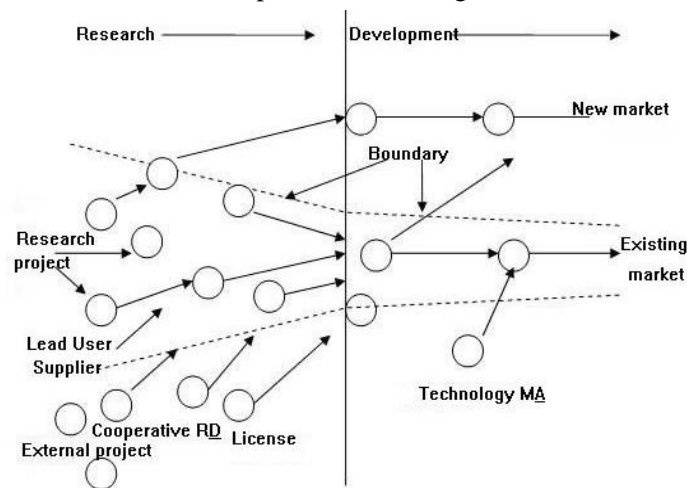 Research
Development
New market
Boundary
Research
project
Existing
market
Lead User
Supplier
Technology MA
Cooperative RD
License
External project